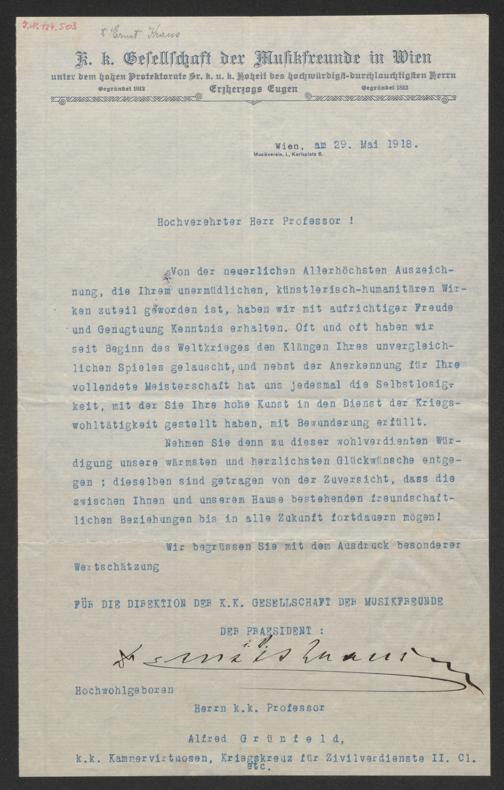 J.N. 124.503
Ernst Kraus
K. k. Gesellschaft der Musikfreunde in Wien
unter dem hohen Protektorate Sr. k. u. k. Hoheit des hochwürdigst-durchlauchtigsten Herrn
Gegründet 1812 Erzherzogs Eugen Gegründet 1812
Wien, am 29. Mai 1918.
Musikverein, I., Karlsplatz 6.
Hochverehrter Herr Professor !
Von der neuerlichen Allerhöchsten Auszeich-
nung, die Ihrem unermüdlichen, künstlerisch-humanitären Wir-
ken zuteil geworden ist, haben wir mit aufrichtiger Freude
und Genugtuung Kenntnis erhalten. Oft und oft haben wir
seit Beginn des Weltkrieges den Klängen Ihres unvergleich-
lichen Spieles gelauscht, und nebst der Anerkennung für Ihre
vollendete Meisterschaft hat uns jedesmal die Selbstlosig-
keit, mit der Sie Ihre hohe Kunst in den Dienst der Kriegs-
wohltätigkeit gestellt haben, mit Bewunderung erfüllt.
Nehmen Sie denn zu dieser wohlverdienten Wür-
digung unsere wärmsten und herzlichsten Glückwünsche entge-
gen ; dieselben sind getragen von der Zuversicht, dass die
zwischen Ihnen und unserem Hause bestehenden freundschaft-
lichen Beziehungen bis in alle Zukunft fortdauern mögen!
Wir begrüssen Sie mit dem Ausdruck besonderer
Wertschätzung
FÜR DIE DIREKTION DER K.K. GESELLSCHAFT DER MUSIKFREUNDE
DER PRAESIDENT :
Hochwohlgeboren
Herrn k.k. Professor
Alfred Grünfeld,
k.k. Kammervirtuosen, Kriegskreuz für Zivilverdienste II. Cl.
etc.